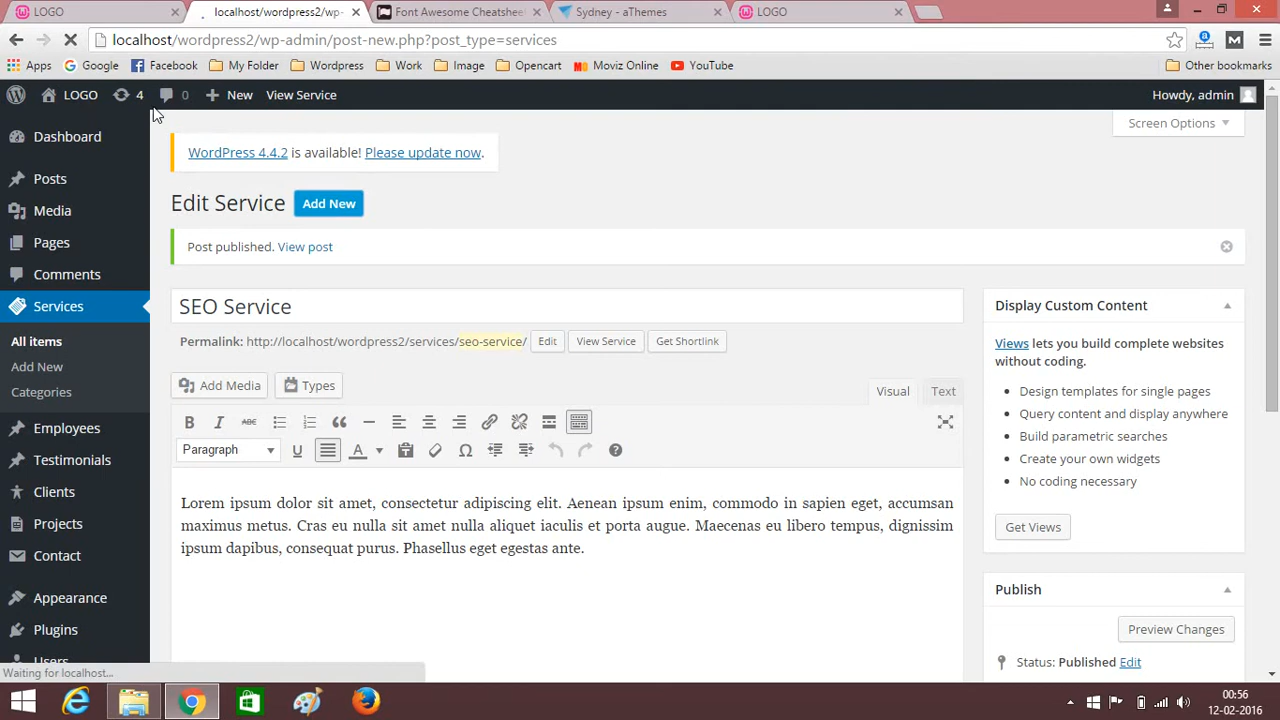 LOGO
localhost/wordpress2/wp-
Font Awesome Cheatshee
Sydney - aThemes
LOGO
localhost/wordpress2/wp-admin/post-new.php?post_type=services
Apps
Google
Facebook
My Folder
Wordpress
Work
Image
Opencart
Moviz Online
YouTube
Other bookmarks
LOGO
4
0
New
View Service
Howdy, admin
Screen Options
Dashboard
Posts
Media
Pages
Comments
Services
All items
Add New
Categories
Employees
Testimonials
Clients
Projects
Contact
Appearance
Plugins
Users
WordPress 4.4.2 is available! Please update now.
Edit Service
Add New
Post published. View post
SEO Service
Permalink: http://localhost/wordpress2/services/seo-service/
Edit
View Service
Get Shortlink
Add Media
Types
Visual
Text
B
I
ABC
Paragraph
U
A
Lorem ipsum dolor sit amet, consectetur adipiscing elit. Aenean ipsum enim, commodo in sapien eget, accumsan
maximus metus. Cras eu nulla sit amet nulla aliquet iaculis et porta augue. Maecenas eu libero tempus, dignissim
ipsum dapibus, consequat purus. Phasellus eget egestas ante.
Display Custom Content
Views lets you build complete websites
without coding.
Design templates for single pages
Query content and display anywhere
Build parametric searches
Create your own widgets
No coding necessary
Get Views
Publish
Preview Changes
Status: Published Edit
Waiting for localhost...
00:56
12-02-2016